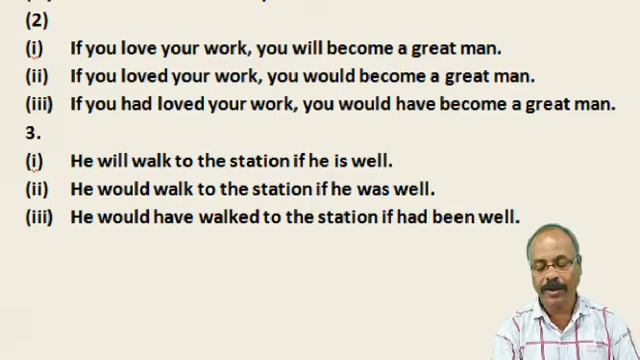 (2)
(i) If you love your work, you will become a great man.
(ii) If you loved your work, you would become a great man.
(iii) If you had loved your work, you would have become a great man.
3.
(i) He will walk to the station if he is well.
(ii) He would walk to the station if he was well.
(iii) He would have walked to the station if had been well.